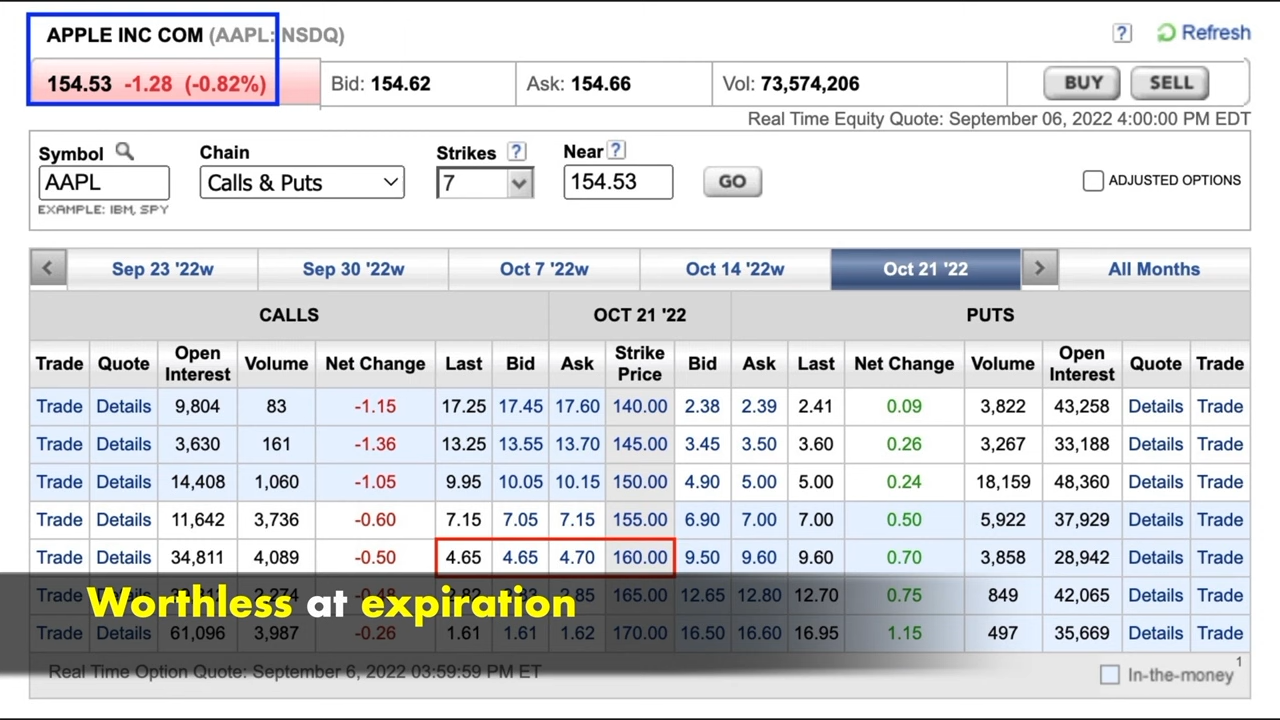 APPLE INC COM (AAPL: NSDQ) ? Refresh
154.53 -1.28 (-0.82%) Bid: 154.62 Ask: 154.66 Vol: 73,574,206 BUY SELL
Real Time Equity Quote: September 06, 2022 4:00:00 PM EDT
Symbol Chain Strikes ? Near ?
AAPL Calls & Puts 7 154.53 GO ADJUSTED OPTIONS
EXAMPLE: IBM, SPY
< Sep 23 '22w Sep 30 '22w Oct 7 '22w Oct 14 '22w Oct 21 '22 > All Months
CALLS OCT 21 '22 PUTS
Trade Quote Open Interest Volume Net Change Last Bid Ask Strike Price Bid Ask Last Net Change Volume Open Interest Quote Trade
Trade Details 9,804 83 -1.15 17.25 17.45 17.60 140.00 2.38 2.39 2.41 0.09 3,822 43,258 Details Trade
Trade Details 3,630 161 -1.36 13.25 13.55 13.70 145.00 3.45 3.50 3.60 0.26 3,267 33,188 Details Trade
Trade Details 14,408 1,060 -1.05 9.95 10.05 10.15 150.00 4.90 5.00 5.00 0.24 18,159 48,360 Details Trade
Trade Details 11,642 3,736 -0.60 7.15 7.05 7.15 155.00 6.90 7.00 7.00 0.50 5,922 37,929 Details Trade
Trade Details 34,811 4,089 -0.50 4.65 4.65 4.70 160.00 9.50 9.60 9.60 0.70 3,858 28,942 Details Trade
Trade 165.00 12.65 12.80 12.70 0.75 849 42,065 Details Trade
Worthless at expiration
Trade Details 61,096 3,987 -0.26 1.61 1.61 1.62 170.00 16.50 16.60 16.95 1.15 497 35,669 Details Trade
Real Time Option Quote: September 6, 2022 03:59:59 PM ET In-the-money 1